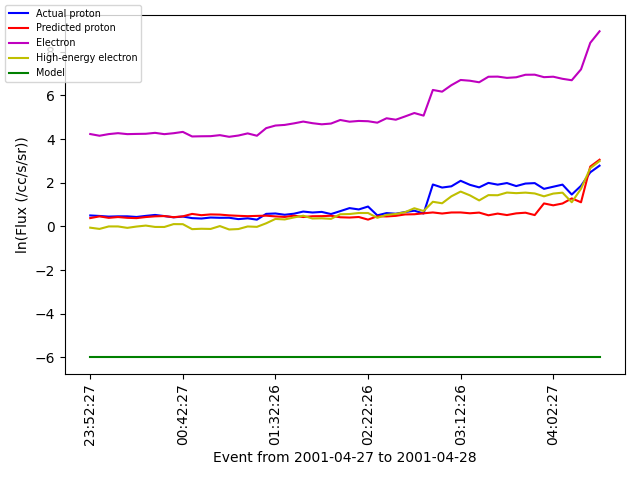 Actual proton
Predicted proton
Electron
High-energy electron
Model
8
6
4
2
0
−2
−4
−6
ln(Flux (/cc/s/sr))
23:52:27
00:42:27
01:32:26
02:22:26
03:12:26
04:02:27
Event from 2001-04-27 to 2001-04-28